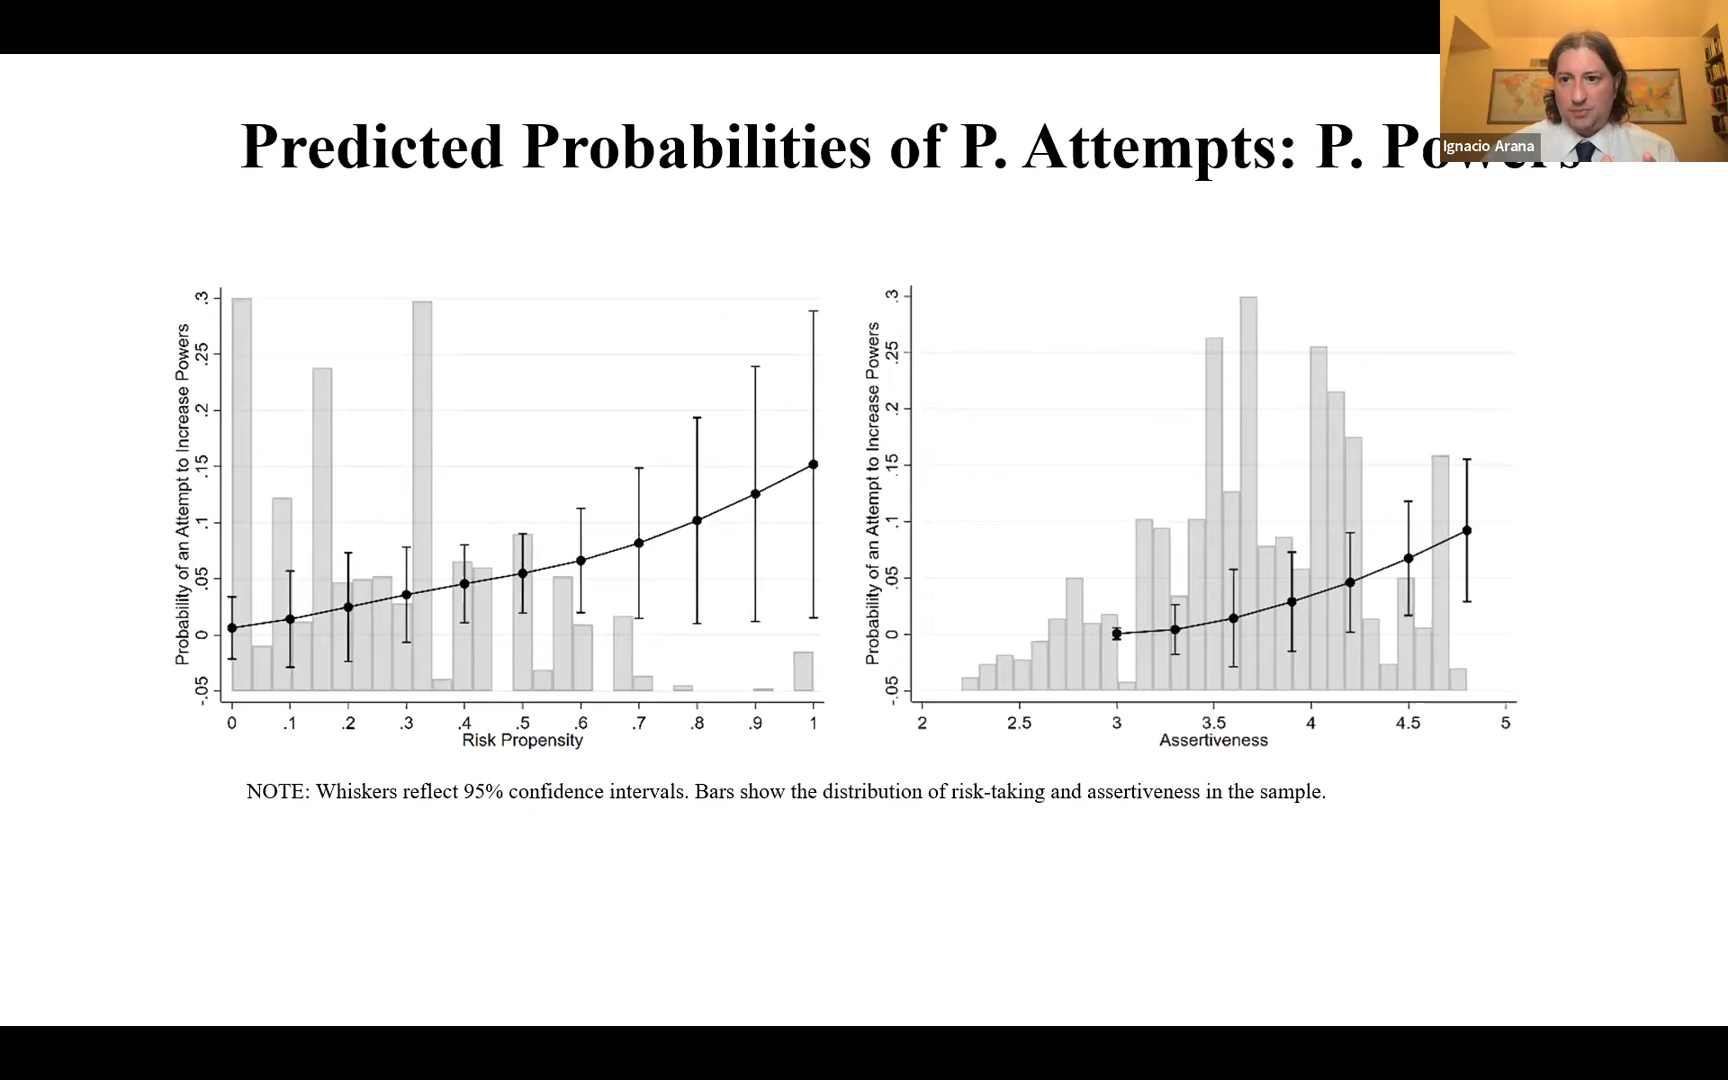 Predicted Probabilities of P. Attempts: P. Powers
Ignacio Arana
Probability of an Attempt to Increase Powers
.3
.25
.2
.15
.1
.05
0
-.05
0 .1 .2 .3 .4 .5 .6 .7 .8 .9 1
Risk Propensity
Probability of an Attempt to Increase Powers
.3
.25
.2
.15
.1
.05
0
-.05
2 2.5 3 3.5 4 4.5 5
Assertiveness
NOTE: Whiskers reflect 95% confidence intervals. Bars show the distribution of risk-taking and assertiveness in the sample.